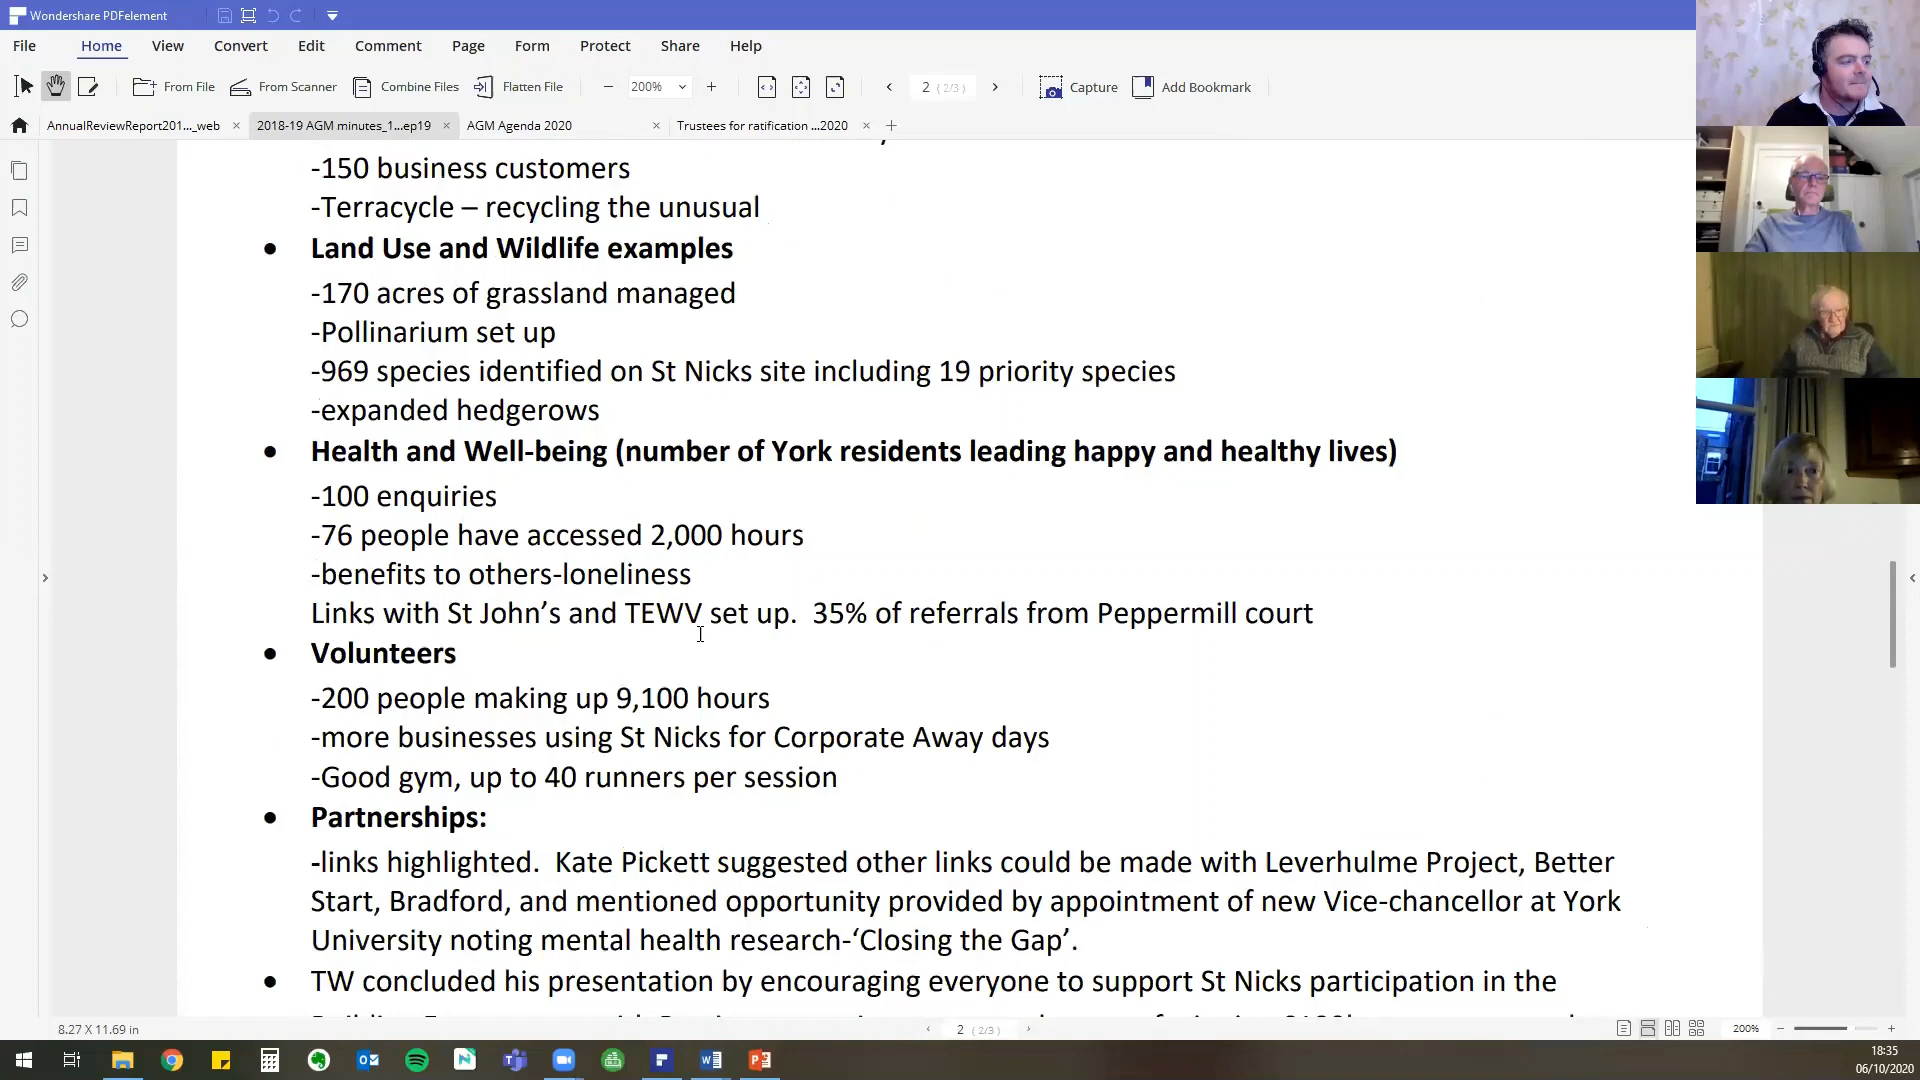 Wondershare PDFelement
File Home View Convert Edit Comment Page Form Protect Share Help
From File From Scanner Combine Files Flatten File 200% 2 (2/3) Capture Add Bookmark
AnnualReviewReport201..._web 2018-19 AGM minutes_1...ep19 AGM Agenda 2020 Trustees for ratification ...2020
-150 business customers
-Terracycle – recycling the unusual
• Land Use and Wildlife examples
-170 acres of grassland managed
-Pollinarium set up
-969 species identified on St Nicks site including 19 priority species
-expanded hedgerows
• Health and Well-being (number of York residents leading happy and healthy lives)
-100 enquiries
-76 people have accessed 2,000 hours
-benefits to others-loneliness
Links with St John’s and TEWV set up.  35% of referrals from Peppermill court
• Volunteers
-200 people making up 9,100 hours
-more businesses using St Nicks for Corporate Away days
-Good gym, up to 40 runners per session
• Partnerships:
-links highlighted.  Kate Pickett suggested other links could be made with Leverhulme Project, Better
Start, Bradford, and mentioned opportunity provided by appointment of new Vice-chancellor at York
University noting mental health research-‘Closing the Gap’.
• TW concluded his presentation by encouraging everyone to support St Nicks participation in the
8.27 X 11.69 in 2 (2/3) 200%
18:35
06/10/2020